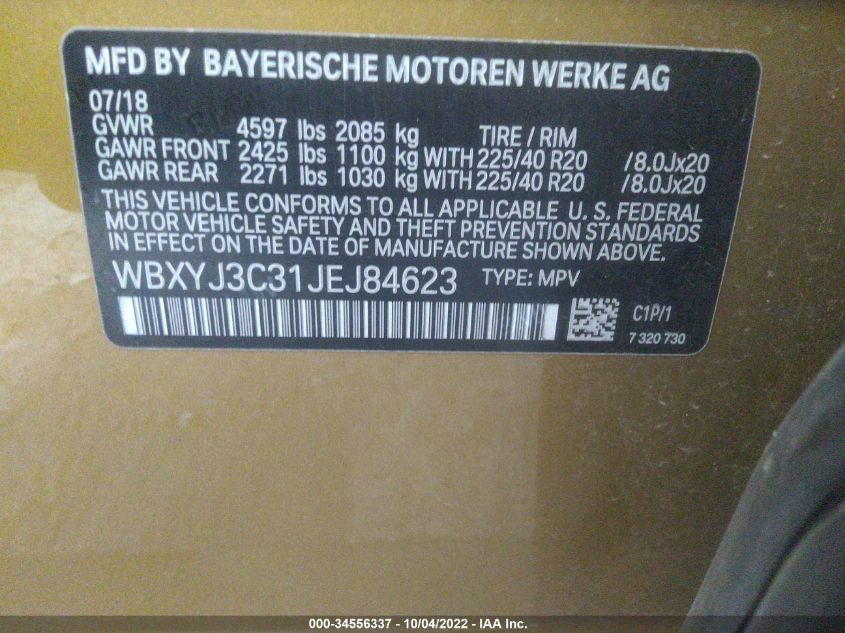 MFD BY BAYERISCHE MOTOREN WERKE AG
07/18
GVWR 4597 lbs 2085 kg TIRE / RIM
GAWR FRONT 2425 lbs 1100 kg WITH 225/40 R20 /8.0Jx20
GAWR REAR 2271 lbs 1030 kg WITH 225/40 R20 /8.0Jx20
THIS VEHICLE CONFORMS TO ALL APPLICABLE U. S. FEDERAL
MOTOR VEHICLE SAFETY AND THEFT PREVENTION STANDARDS
IN EFFECT ON THE DATE OF MANUFACTURE SHOWN ABOVE.
WBXYJ3C31JEJ84623 TYPE: MPV
C1P/1
7 320 730
000-34556337 - 10/04/2022 - IAA Inc.